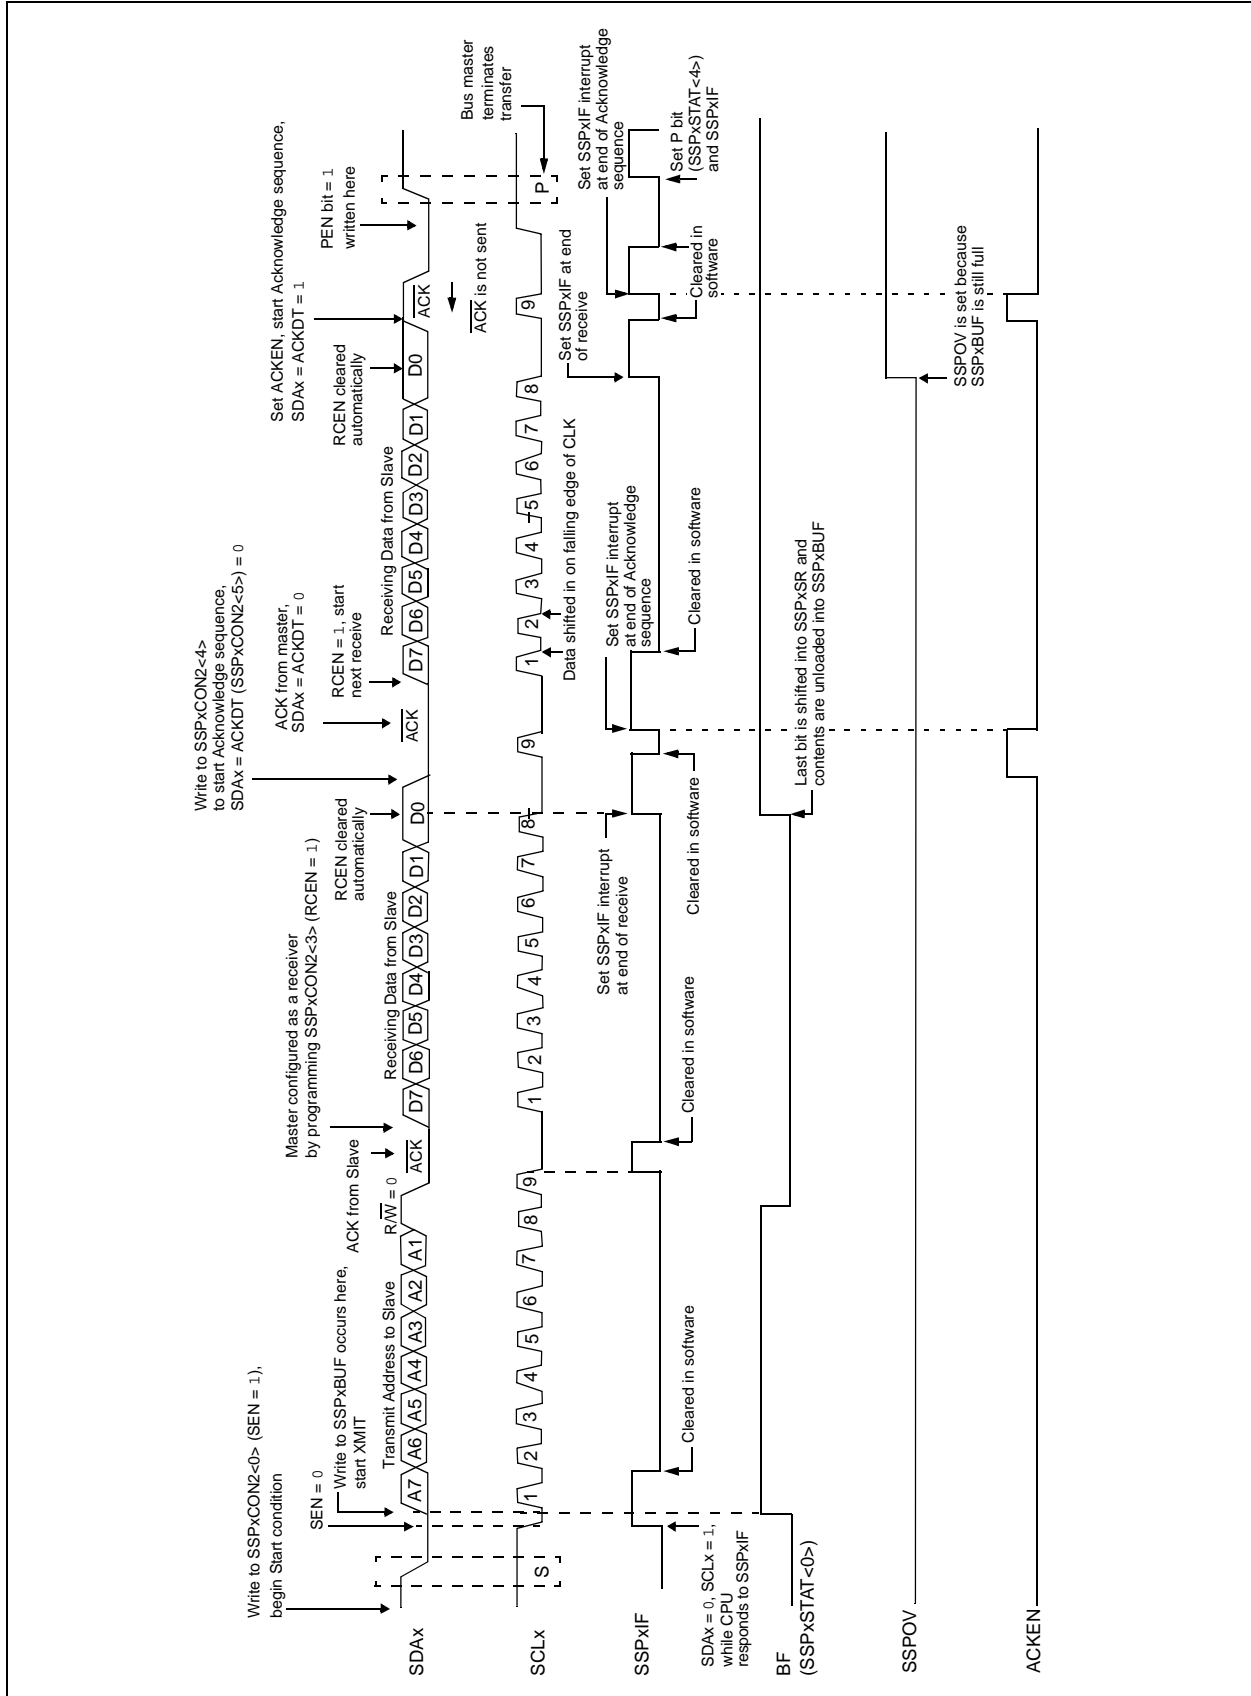 Write to SSPxCON2<0> (SEN = 1),
begin Start condition
SEN = 0
Write to SSPxBUF occurs here,
start XMIT
ACK from Slave
Master configured as a receiver
by programming SSPxCON2<3> (RCEN = 1)
RCEN cleared
automatically
Write to SSPxCON2<4>
to start Acknowledge sequence,
SDAx = ACKDT (SSPxCON2<5>) = 0
ACK from master,
SDAx = ACKDT = 0
RCEN = 1, start
next receive
RCEN cleared
automatically
Set ACKEN, start Acknowledge sequence,
SDAx = ACKDT = 1
PEN bit = 1
written here
Transmit Address to Slave
R/W = 0
Receiving Data from Slave
Receiving Data from Slave
SDAx
A7 A6 A5 A4 A3 A2 A1
ACK
D7 D6 D5 D4 D3 D2 D1 D0
ACK
D7 D6 D5 D4 D3 D2 D1 D0
ACK
ACK is not sent
Bus master
terminates
transfer
SCLx
S
1 2 3 4 5 6 7 8 9
1 2 3 4 5 6 7 8
9
1 2 3 4 5 6 7 8
9
P
Data shifted in on falling edge of CLK
Set SSPxIF interrupt
at end of receive
Set SSPxIF interrupt
at end of Acknowledge
sequence
Set SSPxIF at end
of receive
Set SSPxIF interrupt
at end of Acknowledge
sequence
SSPxIF
Cleared in software
Cleared in software
Cleared in software
Cleared in software
Cleared in
software
Set P bit
(SSPxSTAT<4>)
and SSPxIF
SDAx = 0, SCLx = 1,
while CPU
responds to SSPxIF
BF
(SSPxSTAT<0>)
Last bit is shifted into SSPxSR and
contents are unloaded into SSPxBUF
SSPOV
SSPOV is set because
SSPxBUF is still full
ACKEN